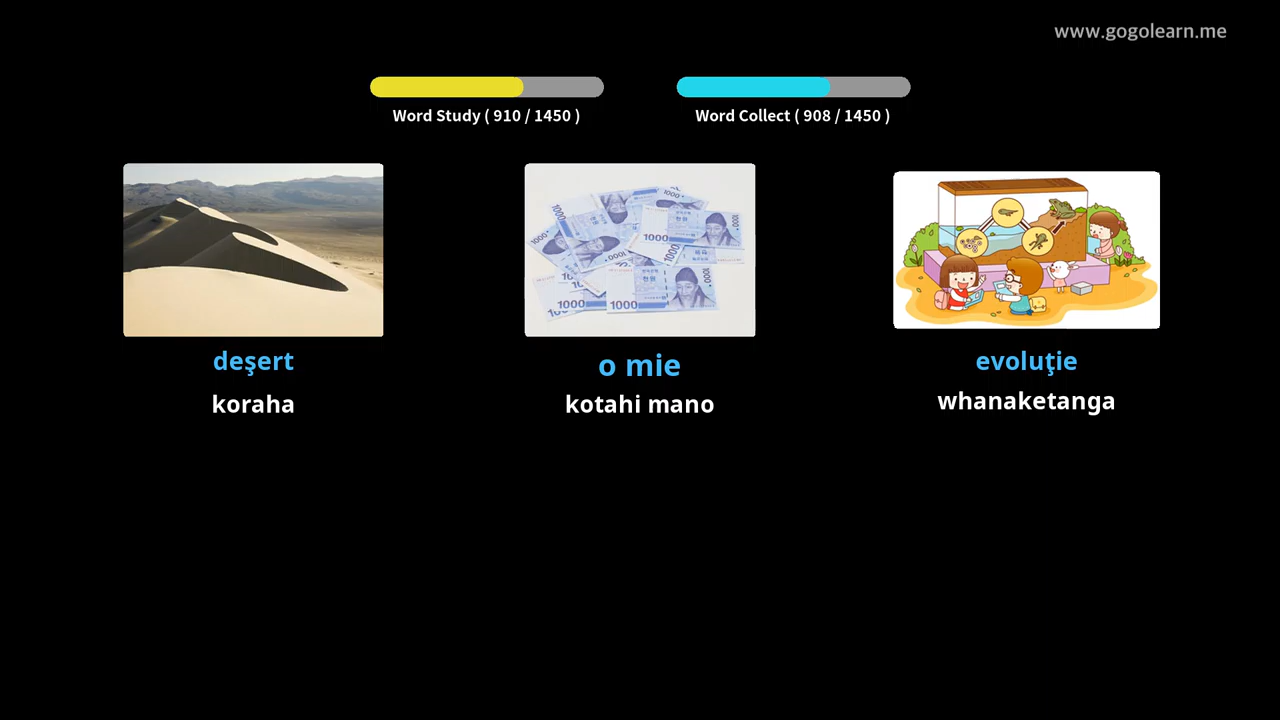 www.gogolearn.me
Word Study ( 910 / 1450 )
Word Collect ( 908 / 1450 )
deşert
o mie
evoluţie
koraha
kotahi mano
whanaketanga